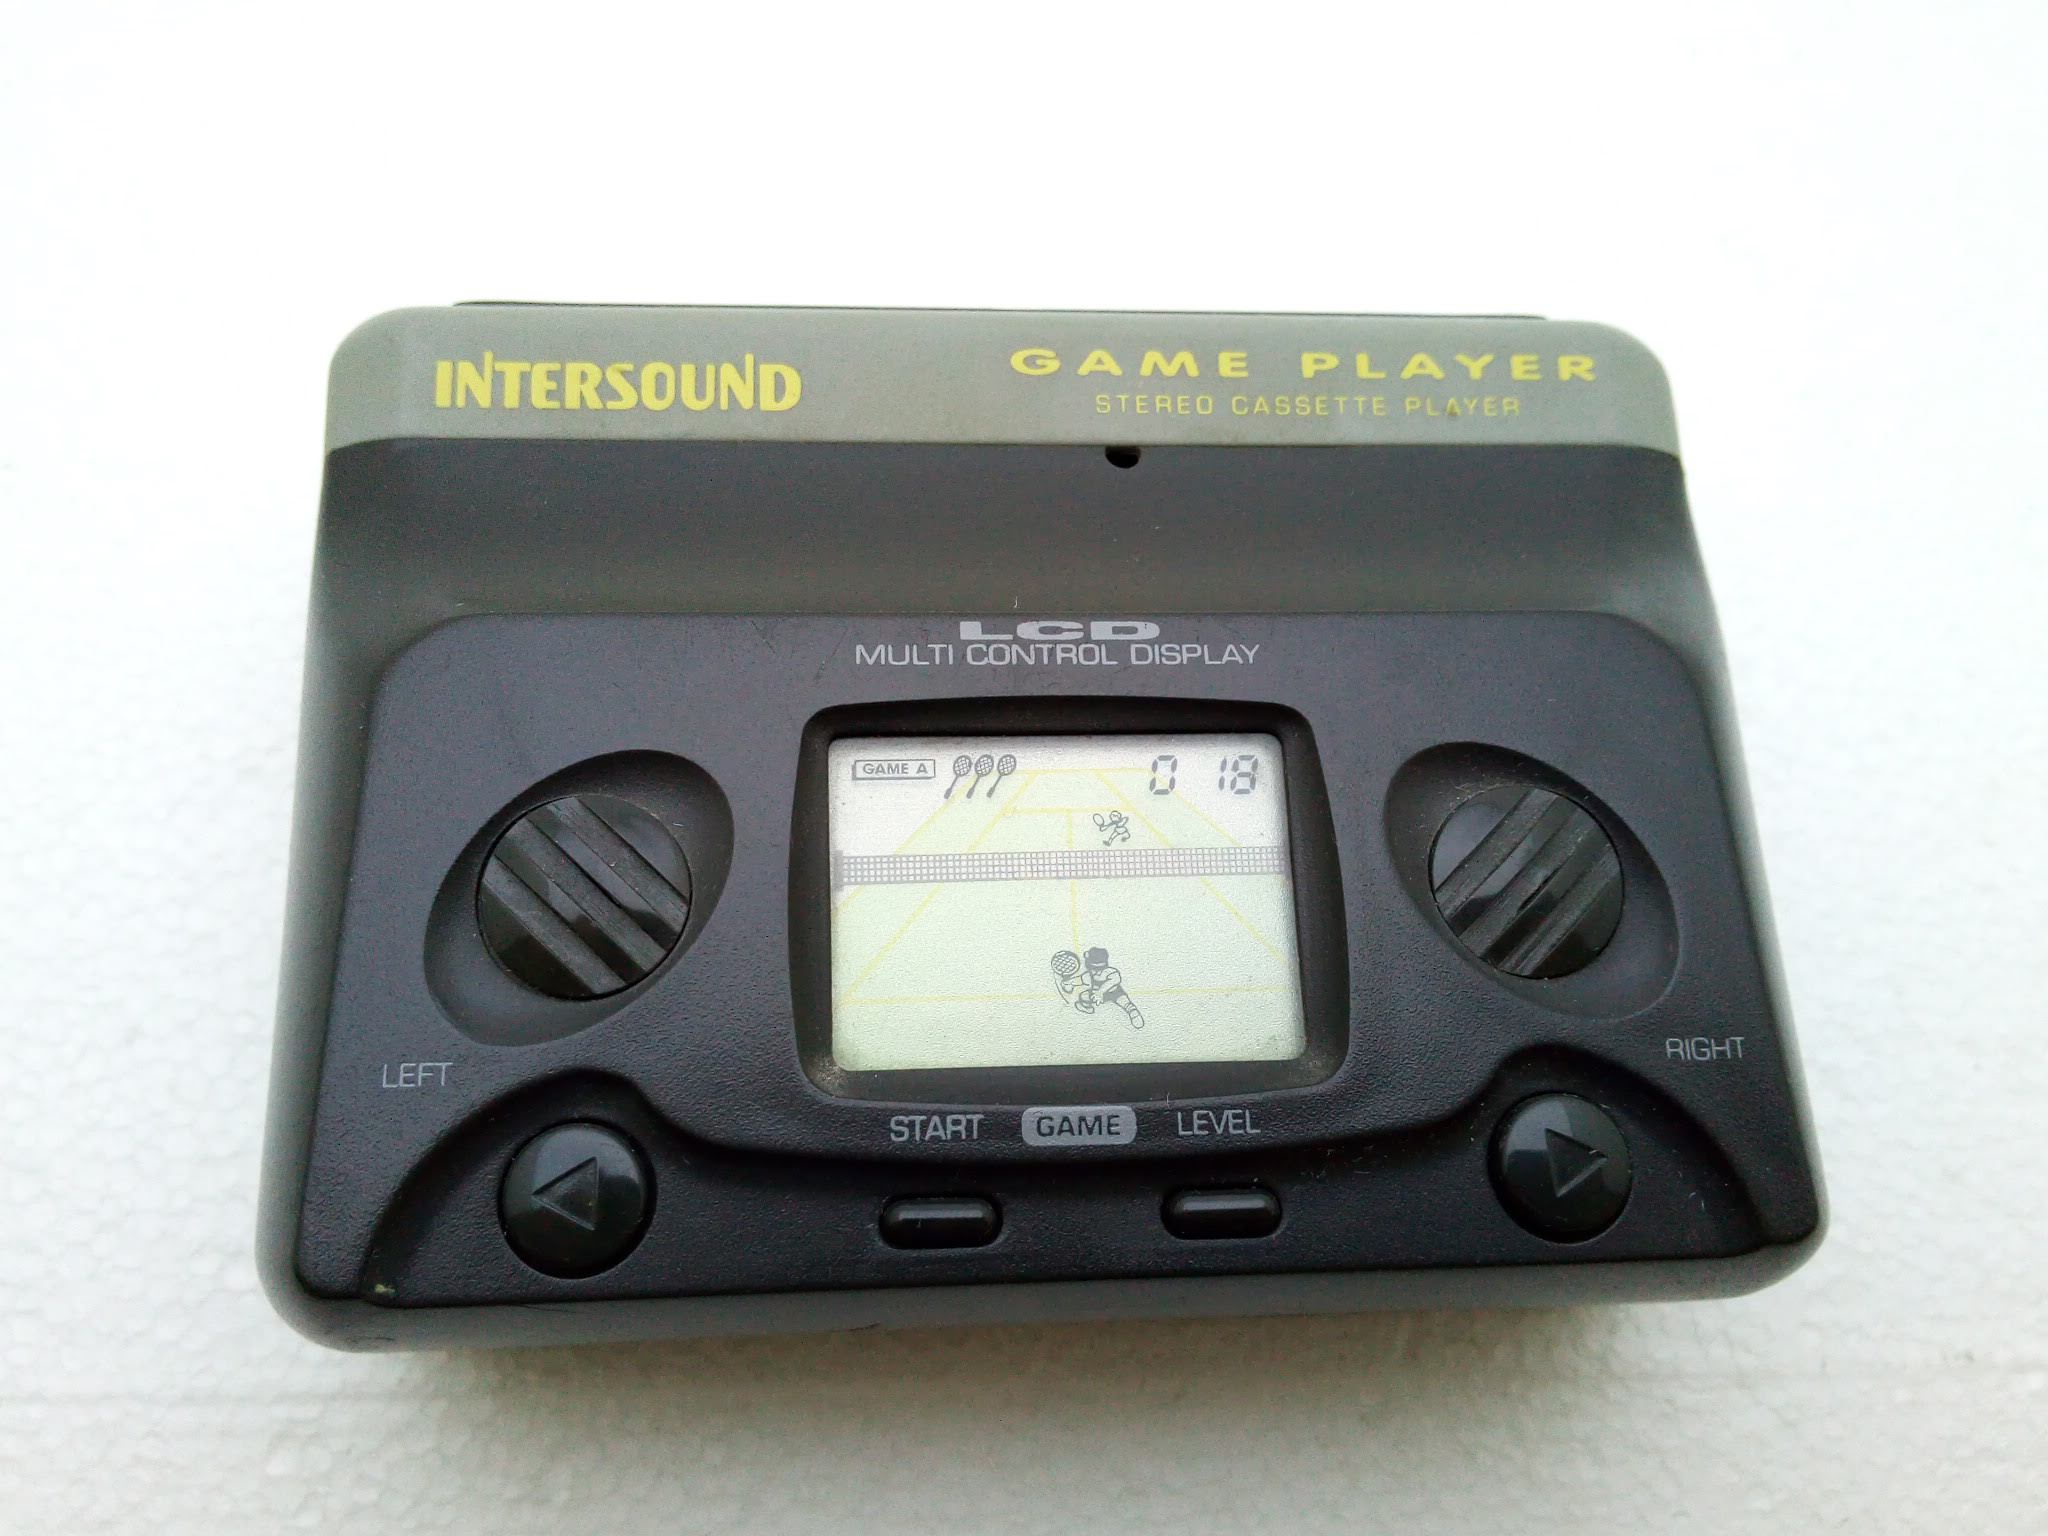 INTERSOUND
GAME PLAYER
STEREO CASSETTE PLAYER
LCD
MULTI CONTROL DISPLAY
GAME A
0 18
LEFT
RIGHT
START GAME LEVEL